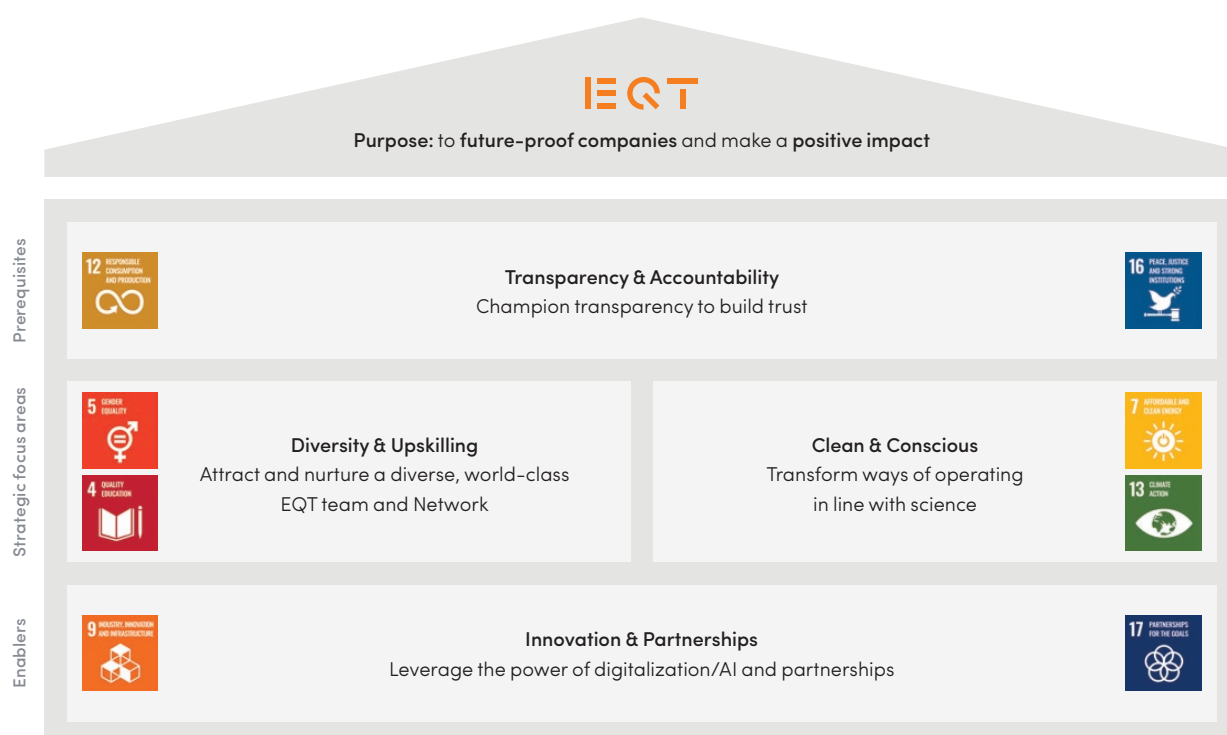 EQT
Purpose: to future-proof companies and make a positive impact
Prerequisites
12 RESPONSIBLE
CONSUMPTION
AND PRODUCTION
Transparency & Accountability
Champion transparency to build trust
16 PEACE, JUSTICE
AND STRONG
INSTITUTIONS
Strategic focus areas
5 GENDER
EQUALITY
4 QUALITY
EDUCATION
Diversity & Upskilling
Attract and nurture a diverse, world-class
EQT team and Network
Clean & Conscious
Transform ways of operating
in line with science
7 AFFORDABLE AND
CLEAN ENERGY
13 CLIMATE
ACTION
Enablers
9 INDUSTRY, INNOVATION
AND INFRASTRUCTURE
Innovation & Partnerships
Leverage the power of digitalization/AI and partnerships
17 PARTNERSHIPS
FOR THE GOALS